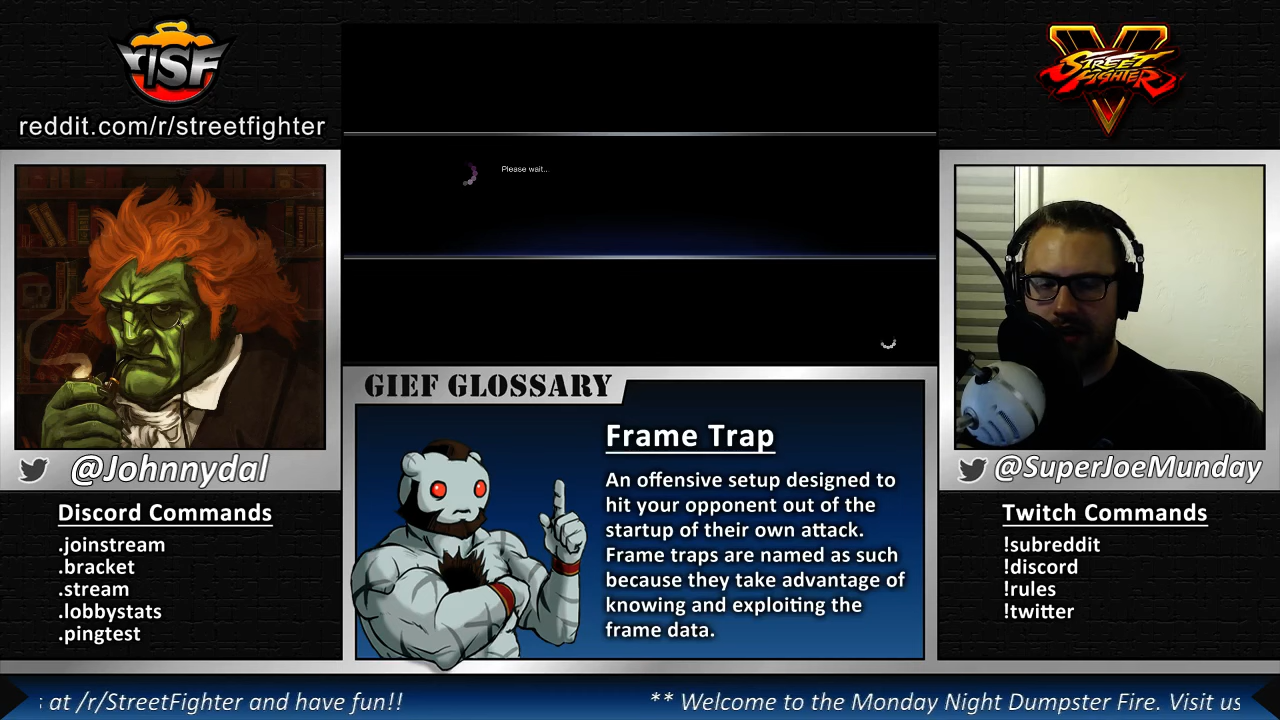 r/SF
reddit.com/r/streetfighter
STREET
FIGHTER
V
Please wait..
@Johnnydal
@SuperJoeMunday
Discord Commands
.joinstream
.bracket
.stream
.lobbystats
.pingtest
GIEF GLOSSARY
Frame Trap
An offensive setup designed to
hit your opponent out of the
startup of their own attack.
Frame traps are named as such
because they take advantage of
knowing and exploiting the
frame data.
Twitch Commands
!subreddit
!discord
!rules
!twitter
at /r/StreetFighter and have fun!!
** Welcome to the Monday Night Dumpster Fire. Visit us